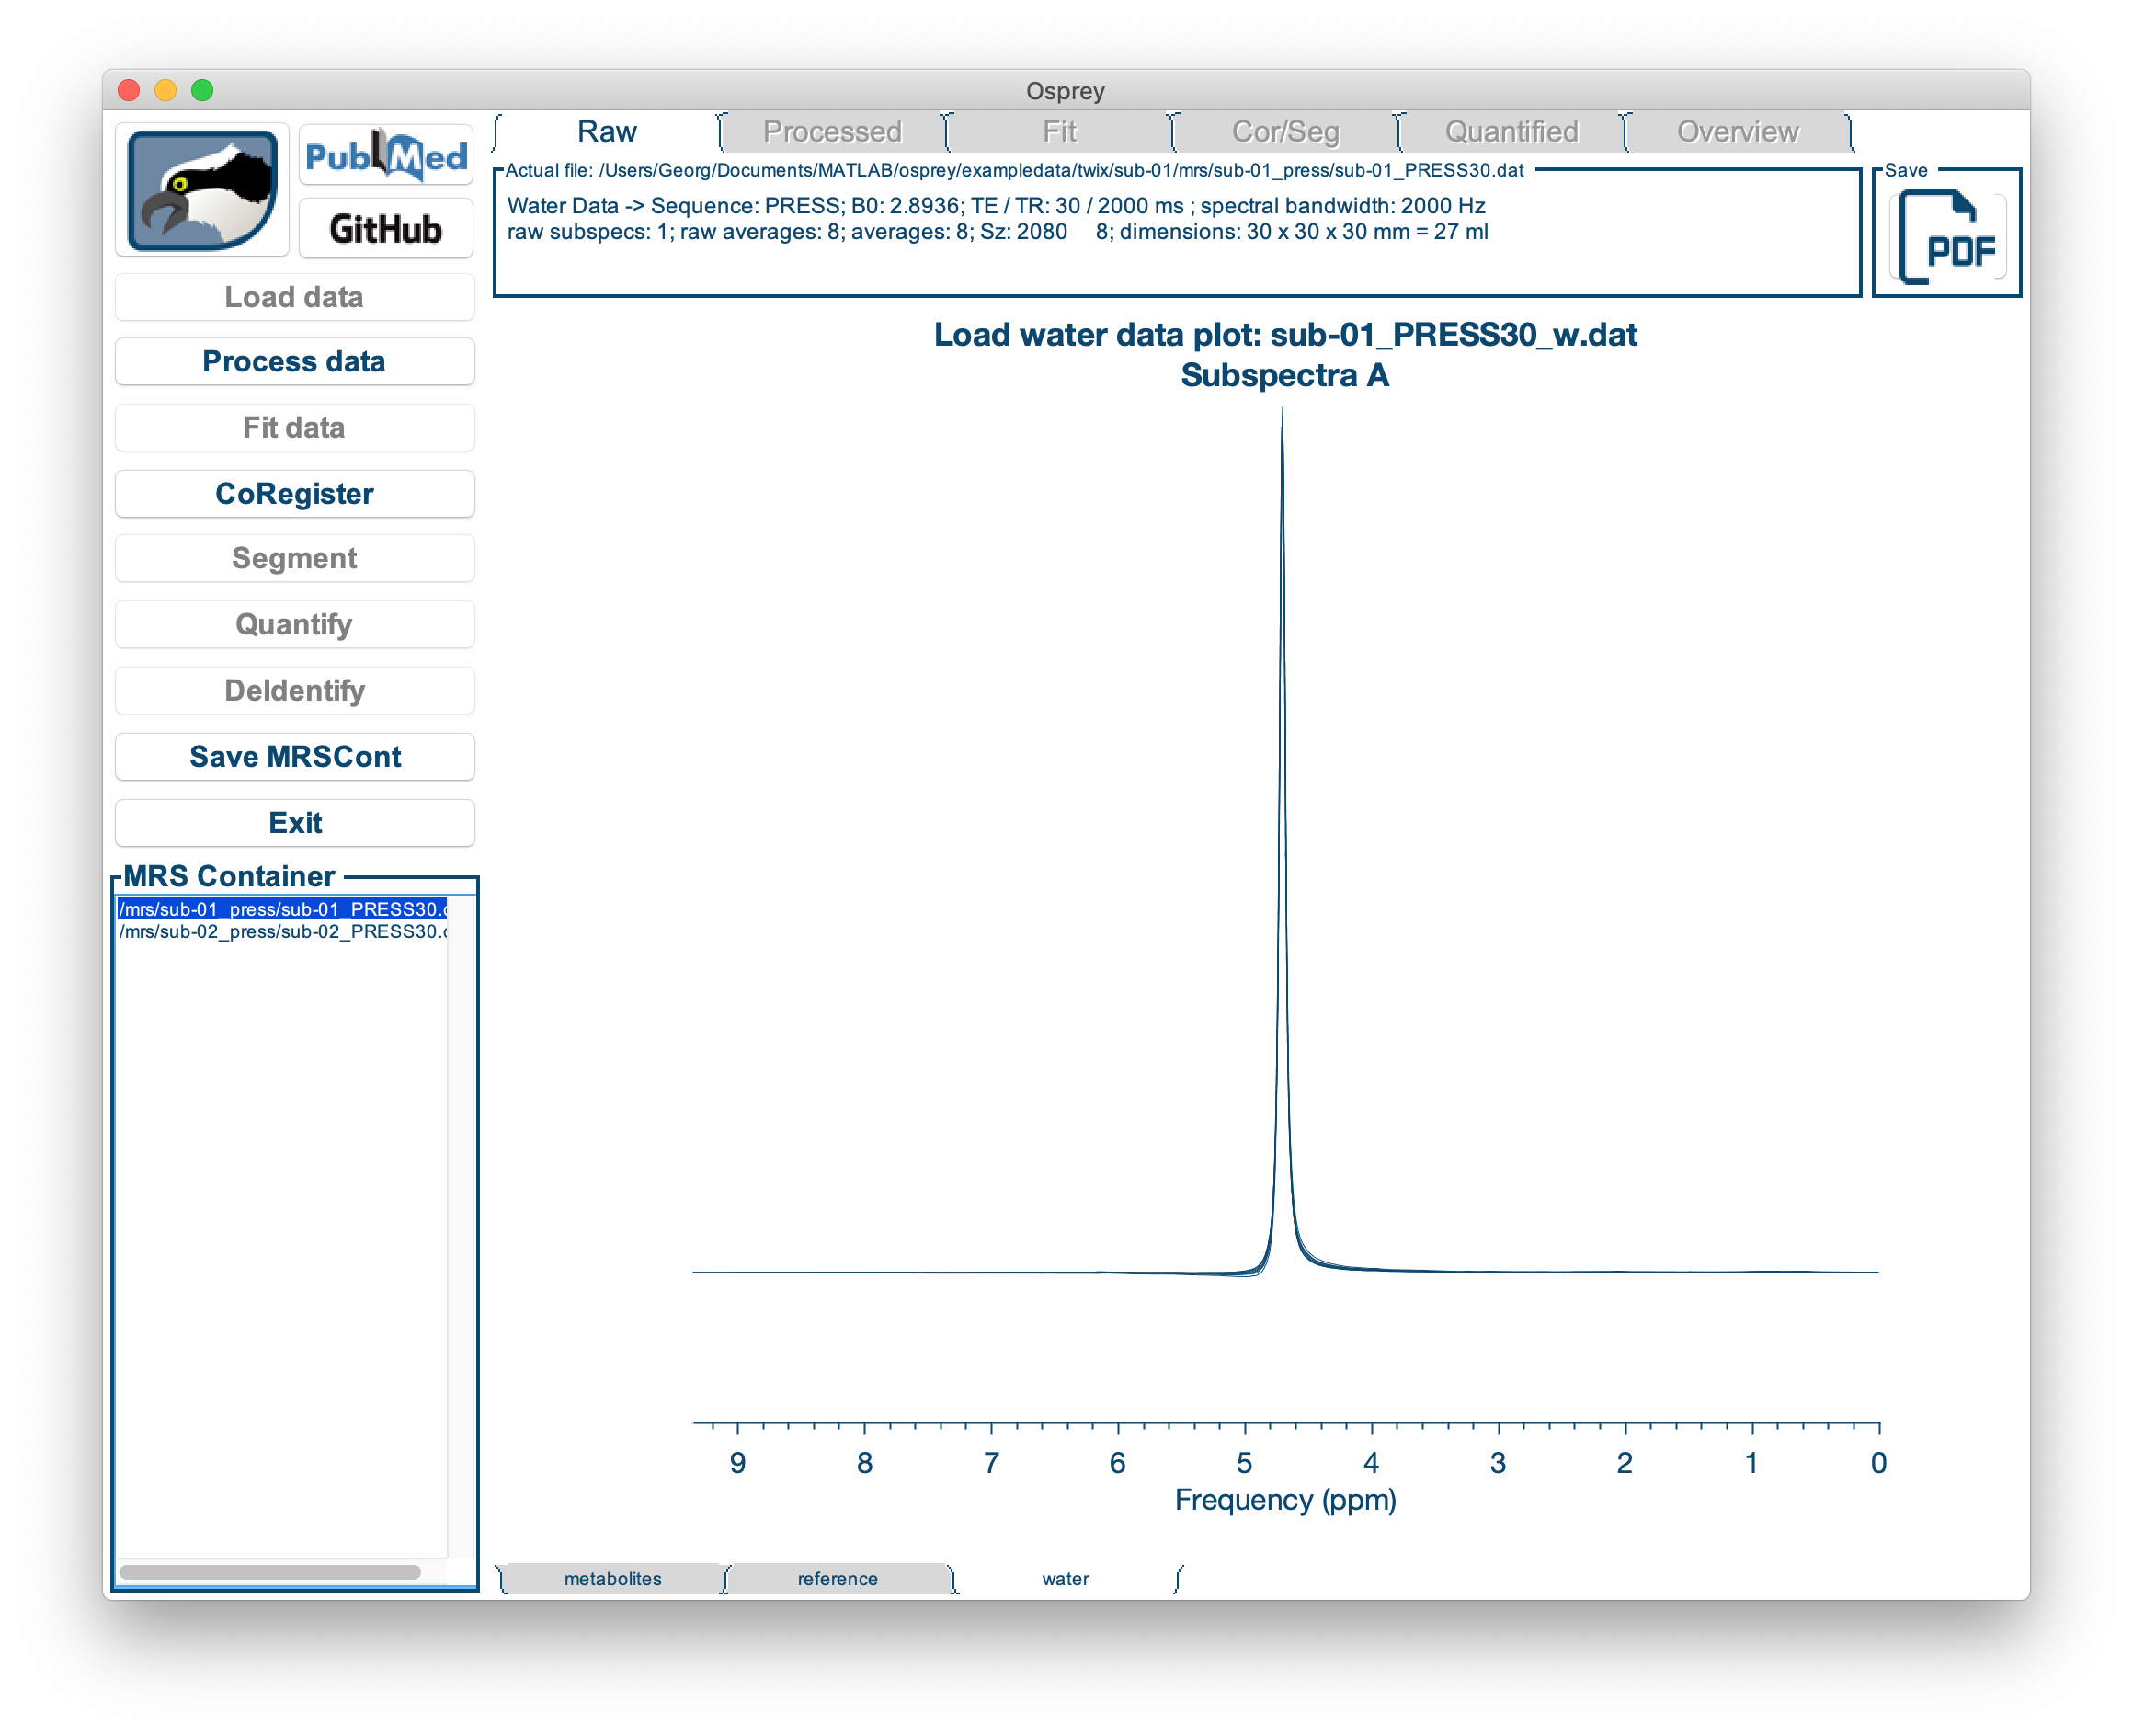 Osprey
PubMed
GitHub
Load data
Process data
Fit data
CoRegister
Segment
Quantify
DeIdentify
Save MRSCont
Exit
MRS Container
/mrs/sub-01_press/sub-01_PRESS30.
/mrs/sub-02_press/sub-02_PRESS30.
Raw Processed Fit Cor/Seg Quantified Overview
Actual file: /Users/Georg/Documents/MATLAB/osprey/exampledata/twix/sub-01/mrs/sub-01_press/sub-01_PRESS30.dat
Water Data -> Sequence: PRESS; B0: 2.8936; TE / TR: 30 / 2000 ms ; spectral bandwidth: 2000 Hz
raw subspecs: 1; raw averages: 8; averages: 8; Sz: 2080 8; dimensions: 30 x 30 x 30 mm = 27 ml
Save
PDF
Load water data plot: sub-01_PRESS30_w.dat
Subspectra A
9 8 7 6 5 4 3 2 1 0
Frequency (ppm)
metabolites reference water